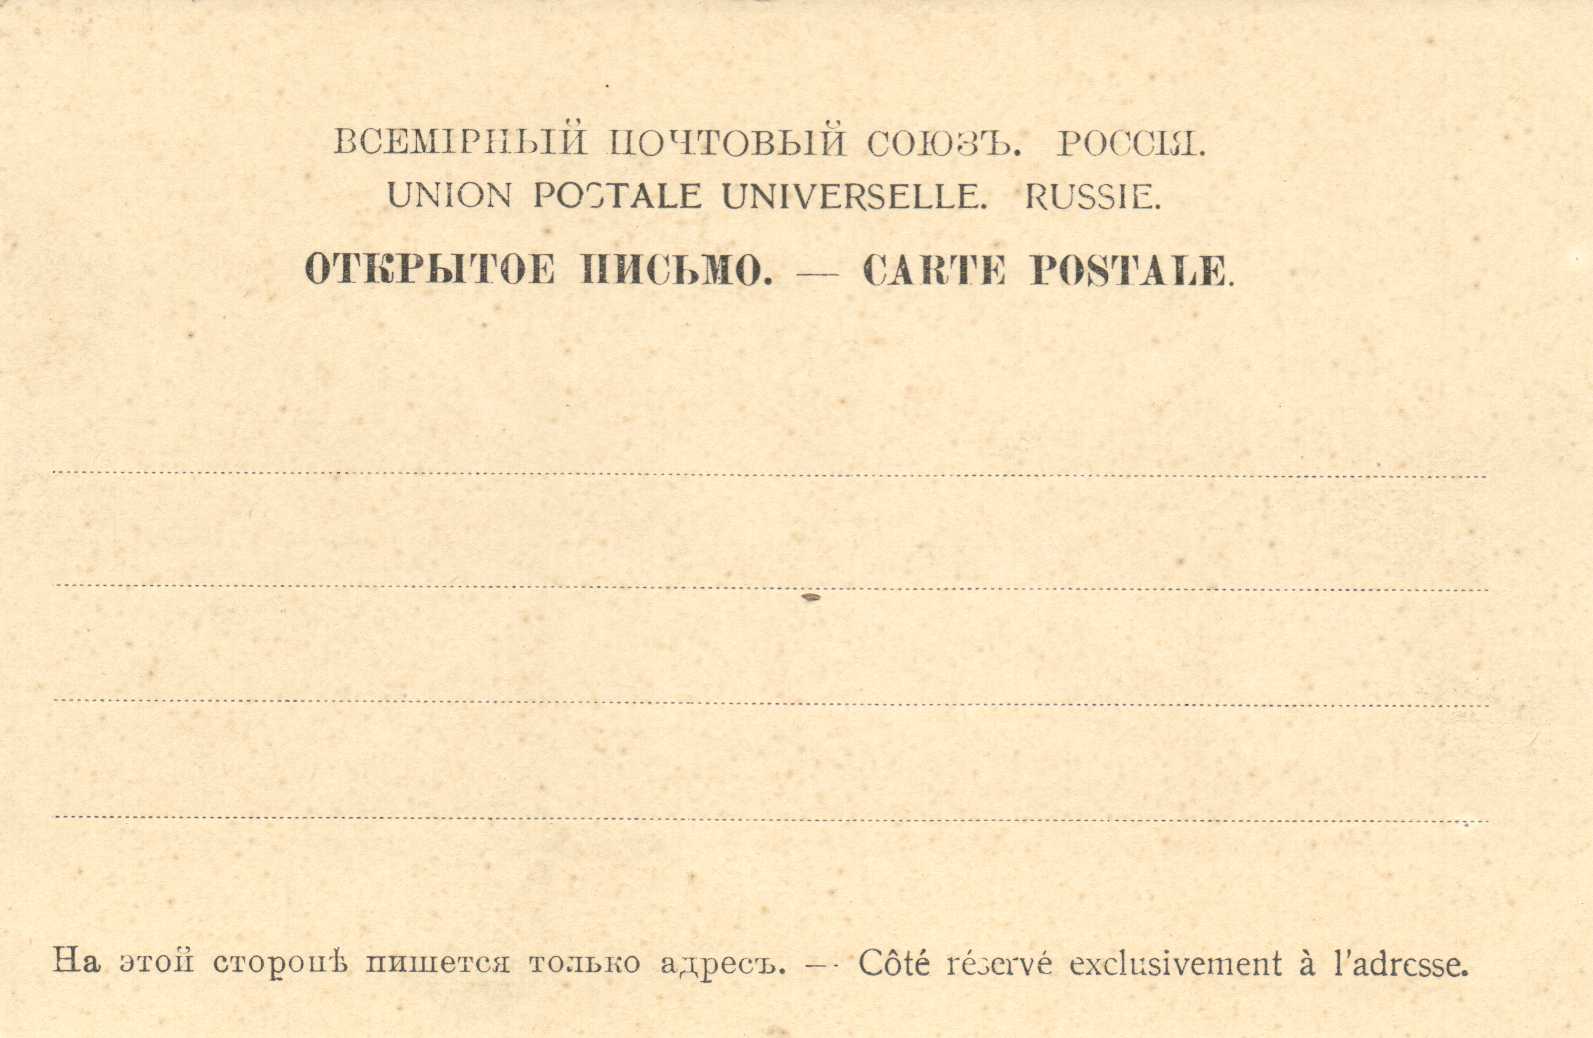 ВСЕМІРНЫЙ ПОЧТОВЫЙ СОЮЗЪ. РОССІЯ.
UNION POSTALE UNIVERSELLE. RUSSIE.
ОТКРЫТОЕ ПИСЬМО. — CARTE POSTALE.
На этой сторонѣ пишется только адресъ. — Côté réservé exclusivement à l'adresse.